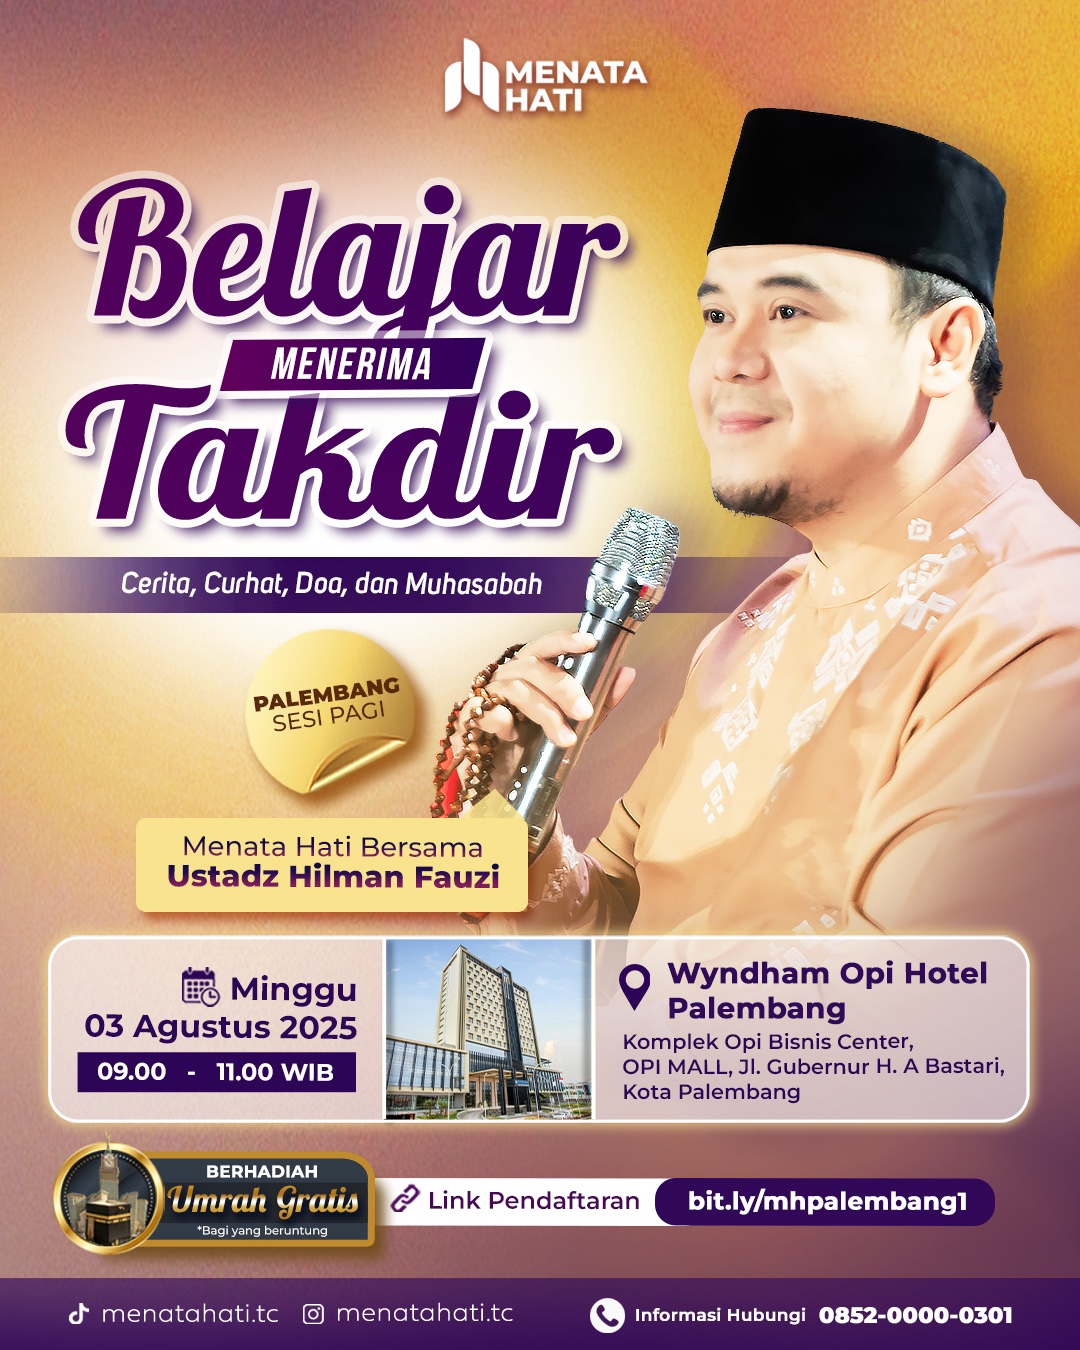 MENATA
HATI
Belajar
MENERIMA
Takdir
Cerita, Curhat, Doa, dan Muhasabah
PALEMBANG
SESI PAGI
Menata Hati Bersama
Ustadz Hilman Fauzi
Minggu
03 Agustus 2025
09.00 - 11.00 WIB
Wyndham Opi Hotel
Palembang
Komplek Opi Bisnis Center,
OPI MALL, Jl. Gubernur H. A Bastari,
Kota Palembang
BERHADIAH
Umrah Gratis
*Bagi yang beruntung
Link Pendaftaran bit.ly/mhpalembang1
menatahati.tc menatahati.tc Informasi Hubungi 0852-0000-0301